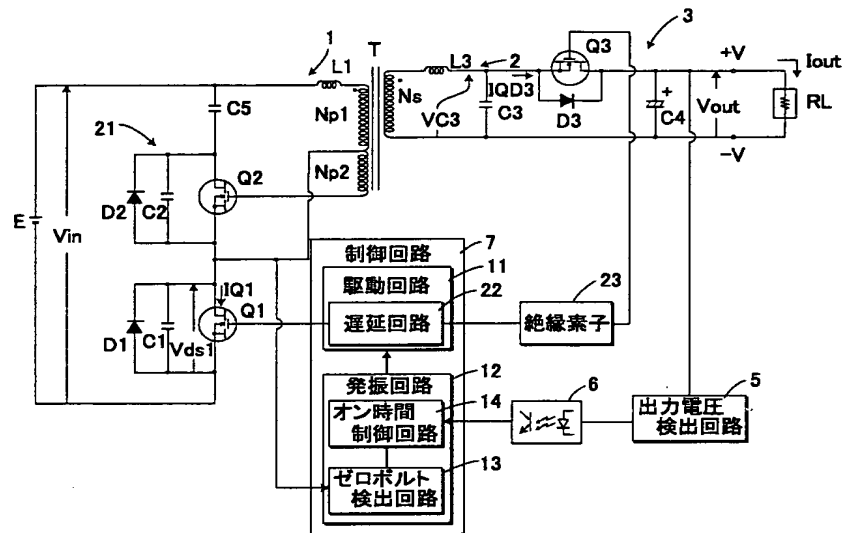 1
T
L1
L3
2
Q3
3
+V
Iout
IQD3
Ns
Np1
C5
VC3
C3
D3
C4
+
Vout
RL
-V
21
Np2
Q2
D2
C2
E
Vin
制御回路
7
駆動回路
11
遅延回路
22
23
絶縁素子
IQ1
Q1
D1
C1
Vds1
発振回路
12
オン時間
制御回路
14
6
5
出力電圧
検出回路
ゼロボルト
検出回路
13